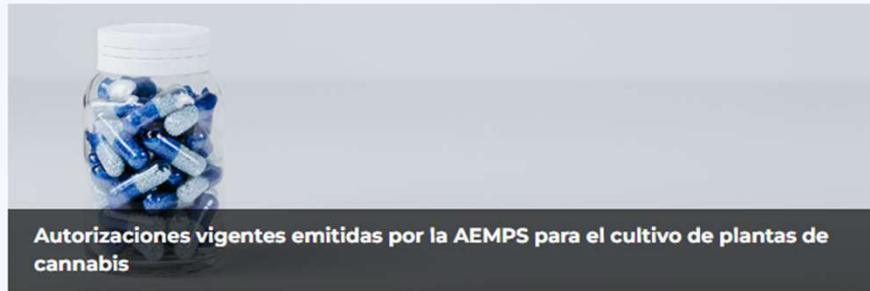 Autorizaciones vigentes emitidas por la AEMPS para el cultivo de plantas de
cannabis